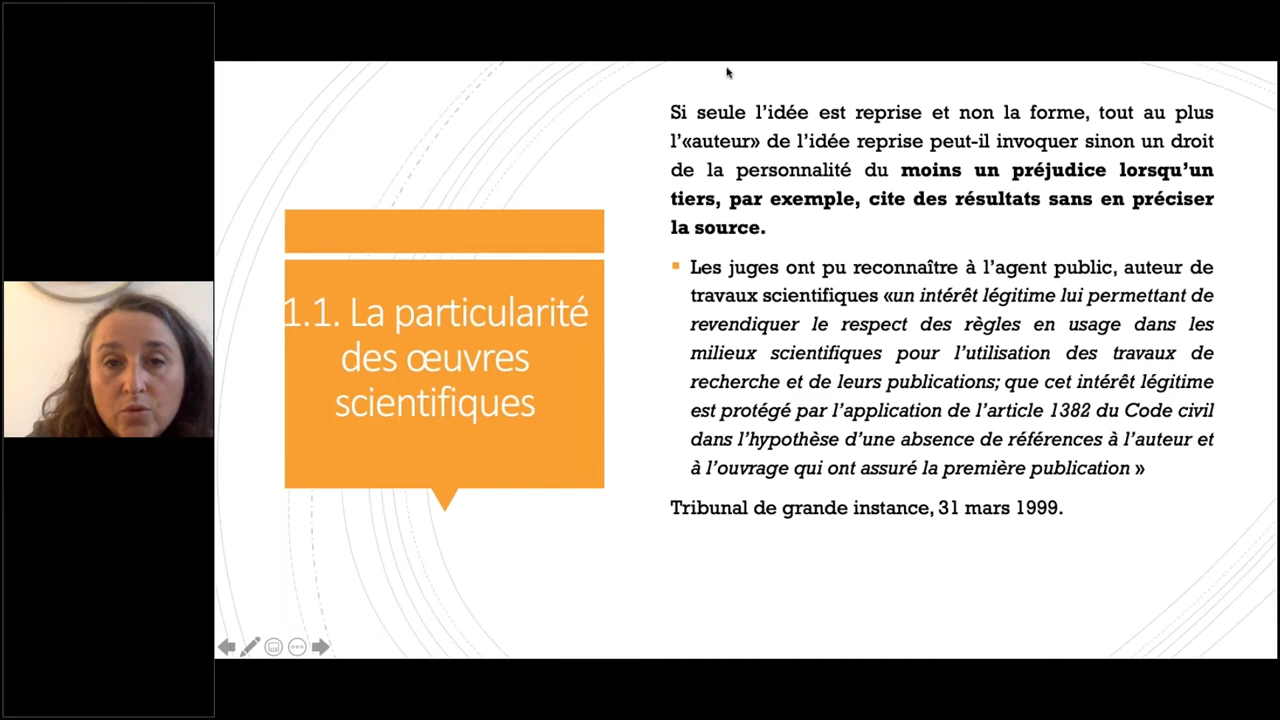 1.1. La particularité
des œuvres
scientifiques
Si seule l’idée est reprise et non la forme, tout au plus
l’«auteur» de l’idée reprise peut-il invoquer sinon un droit
de la personnalité du moins un préjudice lorsqu’un
tiers, par exemple, cite des résultats sans en préciser
la source.
Les juges ont pu reconnaître à l’agent public, auteur de
travaux scientifiques «un intérêt légitime lui permettant de
revendiquer le respect des règles en usage dans les
milieux scientifiques pour l’utilisation des travaux de
recherche et de leurs publications; que cet intérêt légitime
est protégé par l’application de l’article 1382 du Code civil
dans l’hypothèse d’une absence de références à l’auteur et
à l’ouvrage qui ont assuré la première publication »
Tribunal de grande instance, 31 mars 1999.